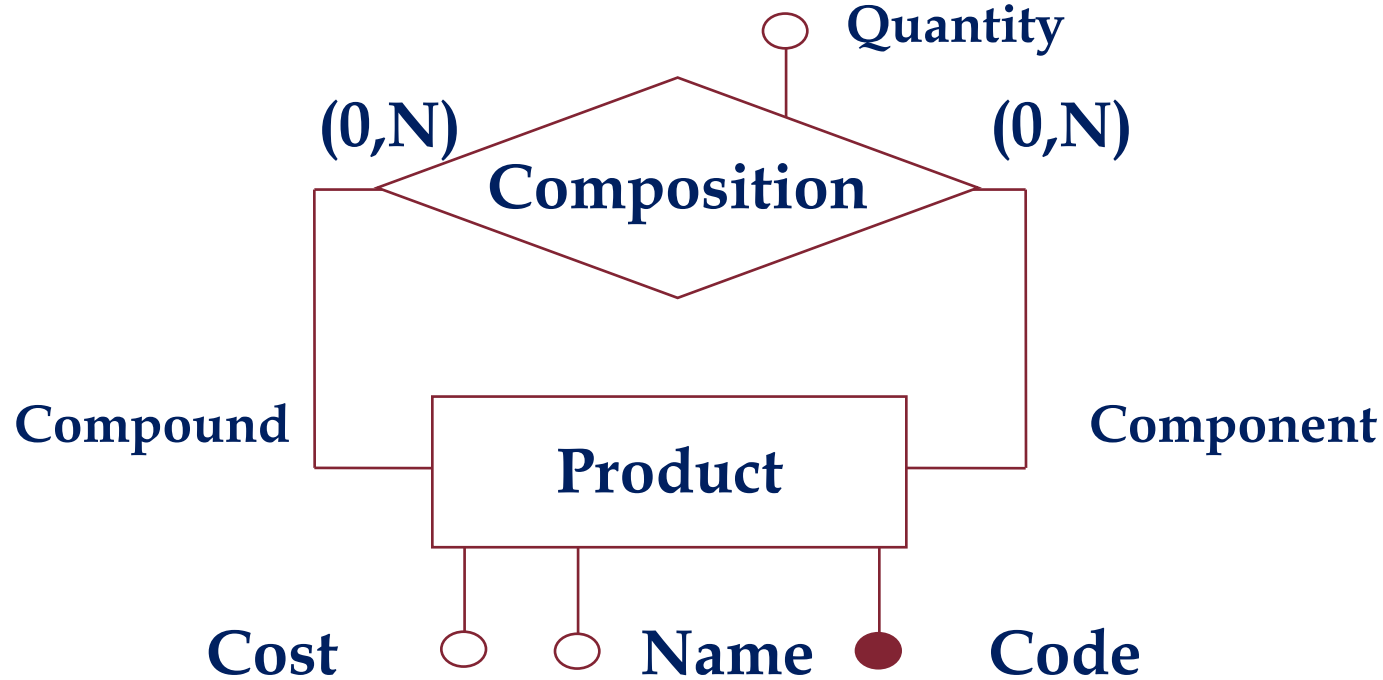 Quantity
(0,N)
(0,N)
Composition
Compound
Component
Product
Cost
Name
Code